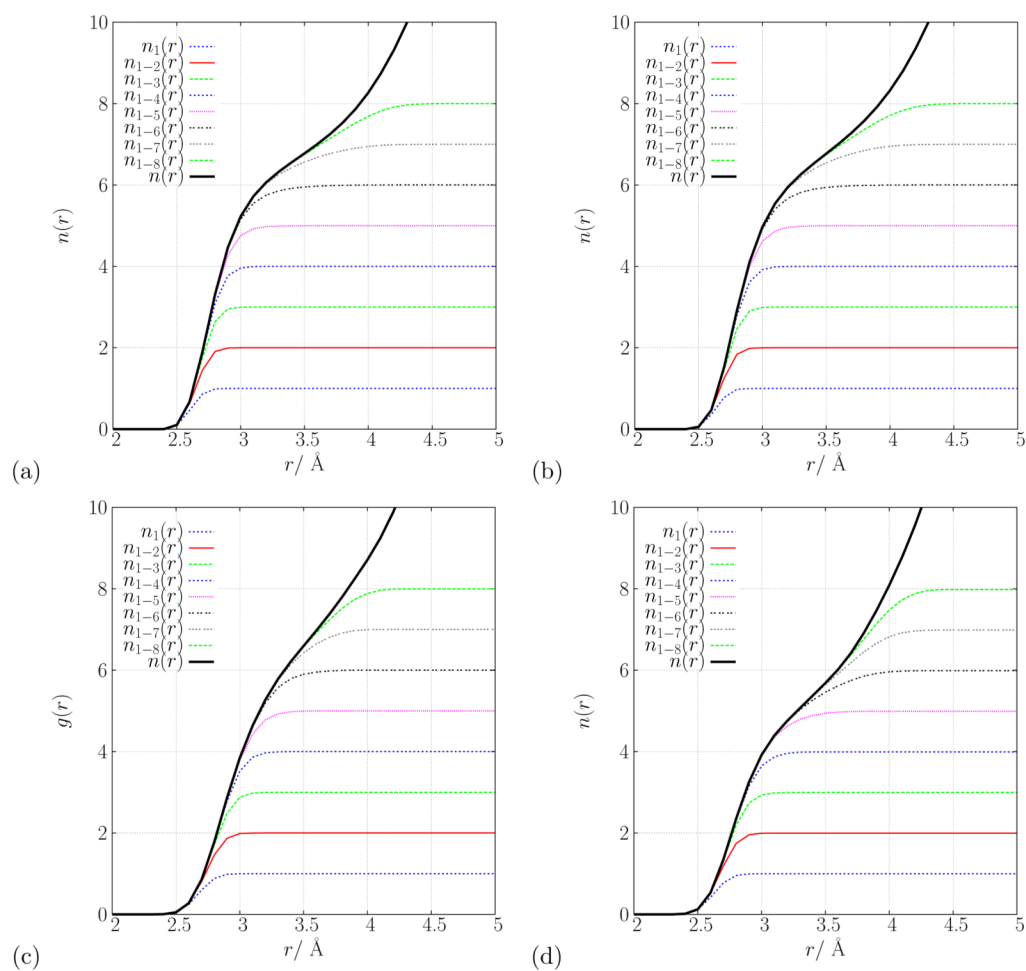 10
8
6
4
2
0
n(r)
n₁(r)
n₁₋₂(r)
n₁₋₃(r)
n₁₋₄(r)
n₁₋₅(r)
n₁₋₆(r)
n₁₋₇(r)
n₁₋₈(r)
n(r)
2 2.5 3 3.5 4 4.5 5
r/ Å
(a)
10
8
6
4
2
0
n(r)
n₁(r)
n₁₋₂(r)
n₁₋₃(r)
n₁₋₄(r)
n₁₋₅(r)
n₁₋₆(r)
n₁₋₇(r)
n₁₋₈(r)
n(r)
2 2.5 3 3.5 4 4.5 5
r/ Å
(b)
10
8
6
4
2
0
g(r)
n₁(r)
n₁₋₂(r)
n₁₋₃(r)
n₁₋₄(r)
n₁₋₅(r)
n₁₋₆(r)
n₁₋₇(r)
n₁₋₈(r)
n(r)
2 2.5 3 3.5 4 4.5 5
r/ Å
(c)
10
8
6
4
2
0
n(r)
n₁(r)
n₁₋₂(r)
n₁₋₃(r)
n₁₋₄(r)
n₁₋₅(r)
n₁₋₆(r)
n₁₋₇(r)
n₁₋₈(r)
n(r)
2 2.5 3 3.5 4 4.5 5
r/ Å
(d)